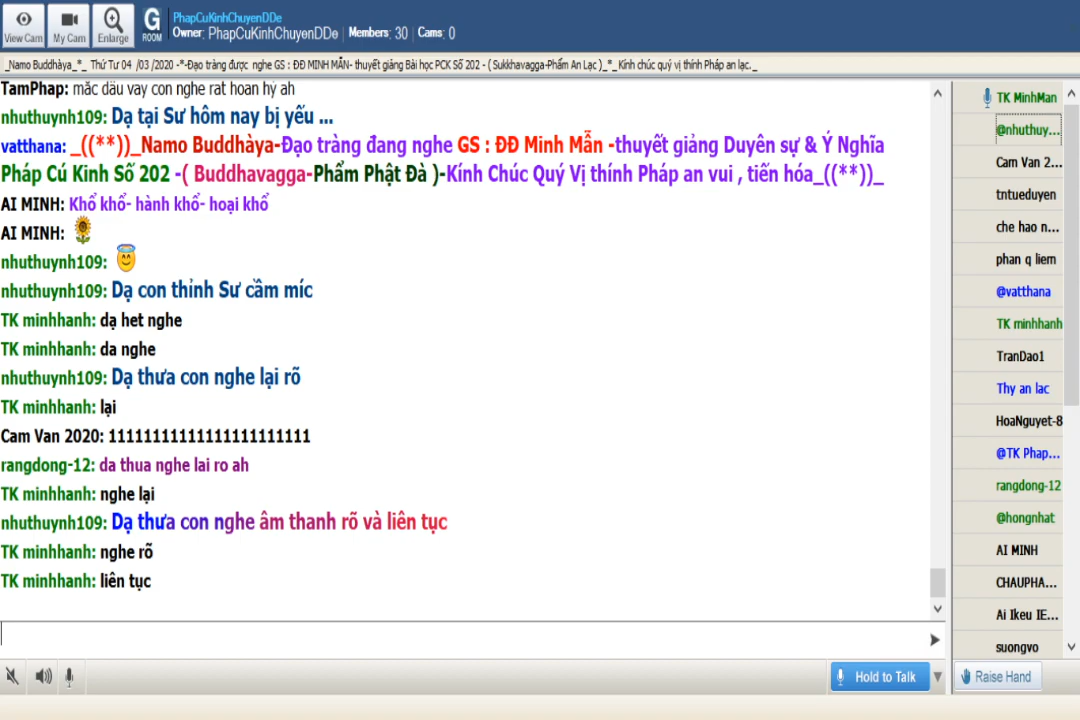 View Cam
My Cam
Enlarge
G ROOM
PhapCuKinhChuyenDDe
Owner: PhapCuKinhChuyenDDe | Members: 30 | Cams: 0
_Namo Buddhàya_*_ Thứ Tư 04 /03 /2020 -*-Đạo tràng được nghe GS : ĐĐ MINH MẪN- thuyết giảng Bài học PCK Số 202 - ( Sukkhavagga-Phẩm An Lạc )_*_Kính chúc quý vị thính Pháp an lạc._
TamPhap: mắc dầu vay con nghe rat hoan hỷ ah
nhuthuynh109: Dạ tại Sư hôm nay bị yếu ...
vatthana: _((**))_Namo Buddhàya-Đạo tràng đang nghe GS : ĐĐ Minh Mẫn -thuyết giảng Duyên sự & Ý Nghĩa
Pháp Cú Kinh Số 202 -( Buddhavagga-Phẩm Phật Đà )-Kính Chúc Quý Vị thính Pháp an vui , tiến hóa_((**))_
AI MINH: Khổ khổ- hành khổ- hoại khổ
AI MINH:
nhuthuynh109:
nhuthuynh109: Dạ con thỉnh Sư cầm míc
TK minhhanh: dạ het nghe
TK minhhanh: da nghe
nhuthuynh109: Dạ thưa con nghe lại rõ
TK minhhanh: lại
Cam Van 2020: 11111111111111111111111
rangdong-12: da thua nghe lai ro ah
TK minhhanh: nghe lại
nhuthuynh109: Dạ thưa con nghe âm thanh rõ và liên tục
TK minhhanh: nghe rõ
TK minhhanh: liên tục
TK MinhMan
@nhuthuy...
Cam Van 2...
tntueduyen
che hao n...
phan q liem
@vatthana
TK minhhanh
TranDao1
Thy an lac
HoaNguyet-8
@TK Phap...
rangdong-12
@hongnhat
AI MINH
CHAUPHA...
Ai Ikeu IE...
suongvo
Hold to Talk
Raise Hand